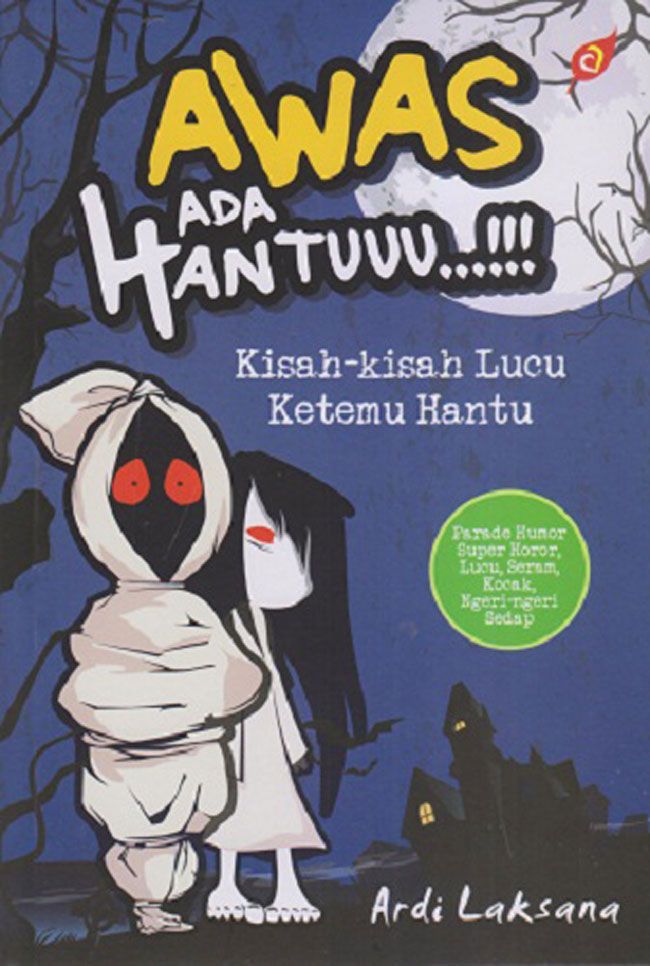 AWAS
ADA
HANTUUU...!!!
Kisah-kisah Lucu
Ketemu Hantu
Parade Humor
Super Horor,
Lucu, Seram,
Kocak,
Ngeri-ngeri
Sedap
Ardi Laksana